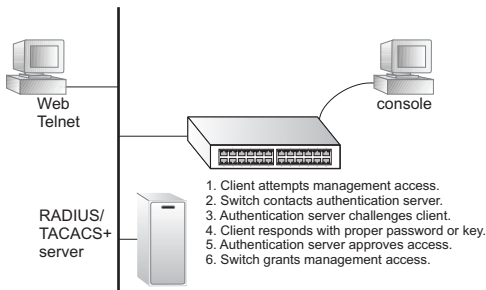 Web
Telnet
console
RADIUS/
TACACS+
server
1. Client attempts management access.
2. Switch contacts authentication server.
3. Authentication server challenges client.
4. Client responds with proper password or key.
5. Authentication server approves access.
6. Switch grants management access.